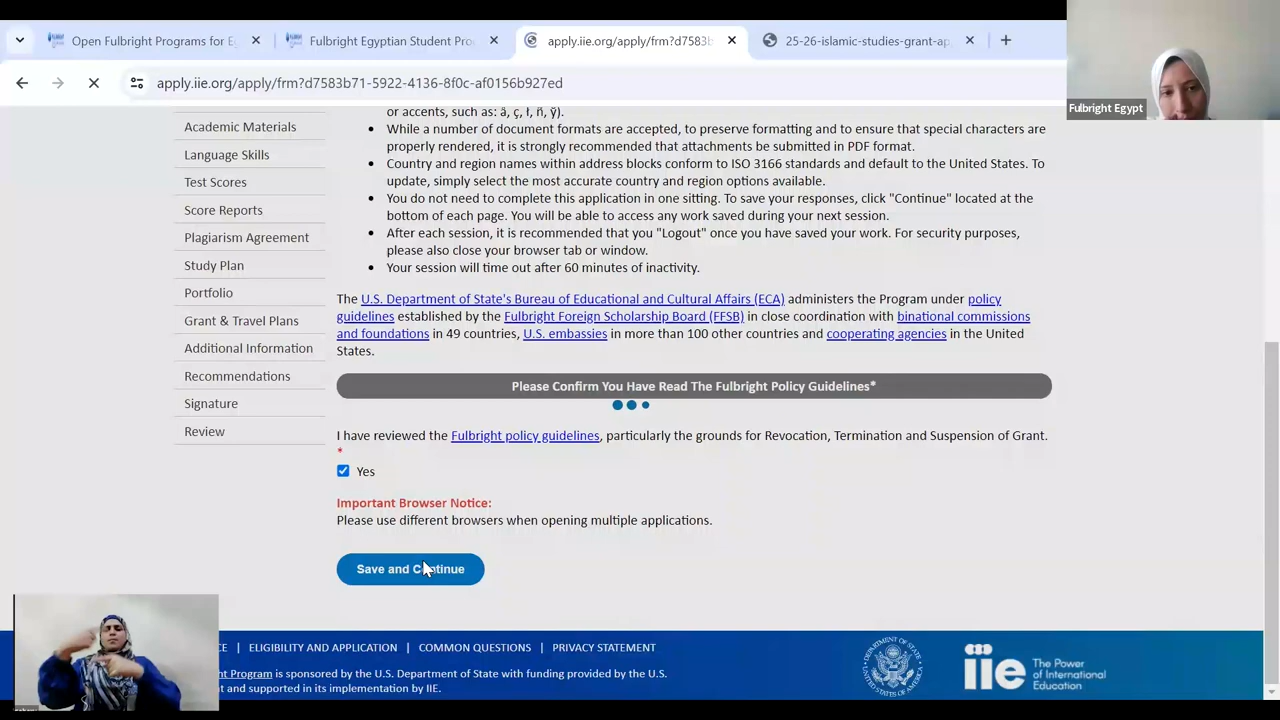 Open Fulbright Programs for Eg
Fulbright Egyptian Student Pro
apply.iie.org/apply/frm?d7583b
25-26-islamic-studies-grant-ap
apply.iie.org/apply/frm?d7583b71-5922-4136-8f0c-af0156b927ed
Fulbright Egypt
Academic Materials
Language Skills
Test Scores
Score Reports
Plagiarism Agreement
Study Plan
Portfolio
Grant & Travel Plans
Additional Information
Recommendations
Signature
Review
or accents, such as: ã, ç, ł, ñ, ÿ).
• While a number of document formats are accepted, to preserve formatting and to ensure that special characters are
properly rendered, it is strongly recommended that attachments be submitted in PDF format.
• Country and region names within address blocks conform to ISO 3166 standards and default to the United States. To
update, simply select the most accurate country and region options available.
• You do not need to complete this application in one sitting. To save your responses, click "Continue" located at the
bottom of each page. You will be able to access any work saved during your next session.
• After each session, it is recommended that you "Logout" once you have saved your work. For security purposes,
please also close your browser tab or window.
• Your session will time out after 60 minutes of inactivity.
The U.S. Department of State's Bureau of Educational and Cultural Affairs (ECA) administers the Program under policy
guidelines established by the Fulbright Foreign Scholarship Board (FFSB) in close coordination with binational commissions
and foundations in 49 countries, U.S. embassies in more than 100 other countries and cooperating agencies in the United
States.
Please Confirm You Have Read The Fulbright Policy Guidelines*
I have reviewed the Fulbright policy guidelines, particularly the grounds for Revocation, Termination and Suspension of Grant.
*
Yes
Important Browser Notice:
Please use different browsers when opening multiple applications.
Save and Continue
CE | ELIGIBILITY AND APPLICATION | COMMON QUESTIONS | PRIVACY STATEMENT
nt Program is sponsored by the U.S. Department of State with funding provided by the U.S.
nt and supported in its implementation by IIE.
iie The Power
of International
Education